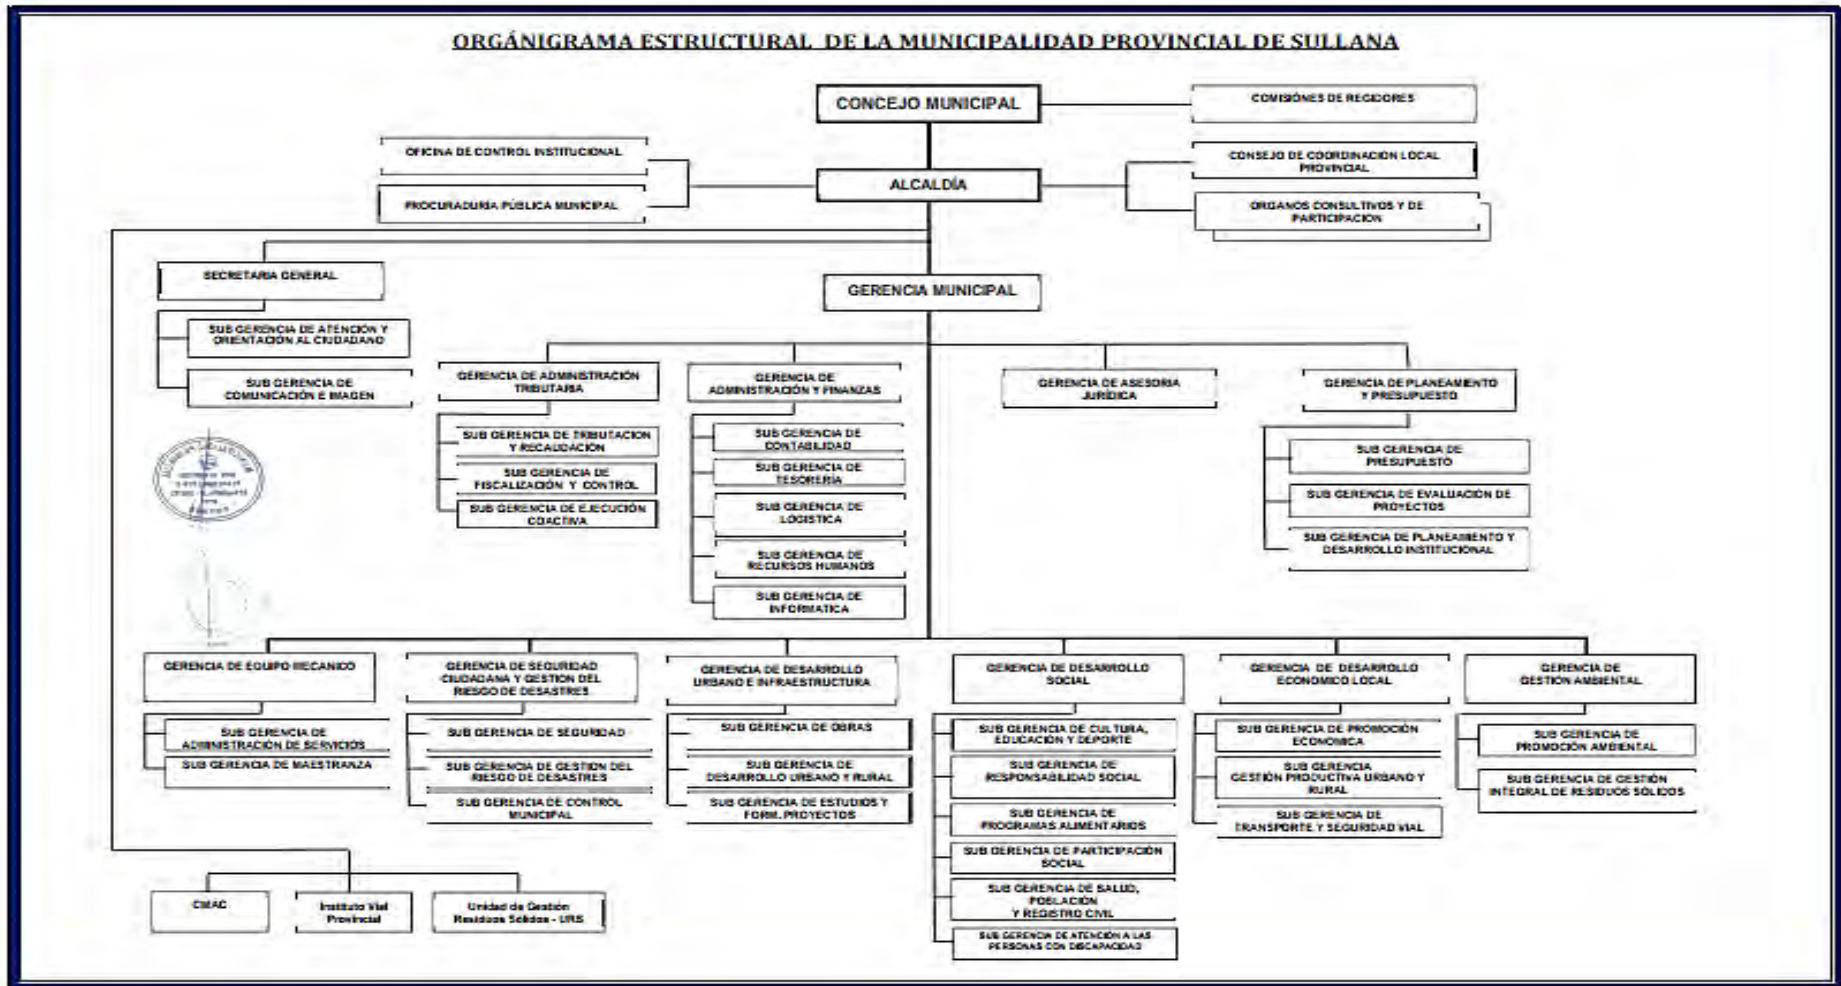 ORGÁNIGRAMA ESTRUCTURAL DE LA MUNICIPALIDAD PROVINCIAL DE SULLANA
CONCEJO MUNICIPAL
COMISIÓNES DE REGIDORES
OFICINA DE CONTROL INSTITUCIONAL
CONSEJO DE COORDINACION LOCAL
PROVINCIAL
ALCALDÍA
PROCURADURÍA PÚBLICA MUNICIPAL
ORGANOS CONSULTIVOS Y DE
PARTICIPACION
SECRETARIA GENERAL
GERENCIA MUNICIPAL
SUB GERENCIA DE ATENCIÓN Y
ORIENTACIÓN AL CIUDADANO
SUB GERENCIA DE
COMUNICACIÓN E IMAGEN
GERENCIA DE ADMINISTRACIÓN
TRIBUTARIA
SUB GERENCIA DE TRIBUTACION
Y RECAUDACIÓN
SUB GERENCIA DE
FISCALIZACIÓN Y CONTROL
SUB GERENCIA DE EJECUCIÓN
COACTIVA
GERENCIA DE
ADMINISTRACIÓN Y FINANZAS
SUB GERENCIA DE
CONTABILIDAD
SUB GERENCIA DE
TESORERÍA
SUB GERENCIA DE
LOGISTICA
SUB GERENCIA DE
RECURSOS HUMANOS
SUB GERENCIA DE
INFORMATICA
GERENCIA DE ASESORIA
JURÍDICA
GERENCIA DE PLANEAMIENTO
Y PRESUPUESTO
SUB GERENCIA DE
PRESUPUESTO
SUB GERENCIA DE EVALUACIÓN DE
PROYECTOS
SUB GERENCIA DE PLANEAMIENTO Y
DESARROLLO INSTITUCIONAL
GERENCIA DE EQUIPO MECANICO
SUB GERENCIA DE
ADMINISTRACIÓN DE SERVICIOS
SUB GERENCIA DE MAESTRANZA
GERENCIA DE SEGURIDAD
CIUDADANA Y GESTION DEL
RIESGO DE DESASTRES
SUB GERENCIA DE SEGURIDAD
SUB GERENCIA DE GESTION DEL
RIESGO DE DESASTRES
SUB GERENCIA DE CONTROL
MUNICIPAL
GERENCIA DE DESARROLLO
URBANO E INFRAESTRUCTURA
SUB GERENCIA DE OBRAS
SUB GERENCIA DE
DESARROLLO URBANO Y RURAL
SUB GERENCIA DE ESTUDIOS Y
FORM. PROYECTOS
GERENCIA DE DESARROLLO
SOCIAL
SUB GERENCIA DE CULTURA,
EDUCACIÓN Y DEPORTE
SUB GERENCIA DE
RESPONSABILIDAD SOCIAL
SUB GERENCIA DE
PROGRAMAS ALIMENTARIOS
SUB GERENCIA DE PARTICIPACIÓN
SOCIAL
SUB GERENCIA DE SALUD,
POBLACIÓN
Y REGISTRO CIVIL
SUB GERENCIA DE ATENCIÓN A LAS
PERSONAS CON DISCAPACIDAD
GERENCIA DE DESARROLLO
ECONOMICO LOCAL
SUB GERENCIA DE PROMOCIÓN
ECONOMICA
SUB GERENCIA
GESTIÓN PRODUCTIVA URBANO Y
RURAL
SUB GERENCIA DE
TRANSPORTE Y SEGURIDAD VIAL
GERENCIA DE
GESTIÓN AMBIENTAL
SUB GERENCIA DE
PROMOCIÓN AMBIENTAL
SUB GERENCIA DE GESTIÓN
INTEGRAL DE RESIDUOS SÓLIDOS
CMAC
Instituto Vial
Provincial
Unidad de Gestión
Residuos Sólidos - URS